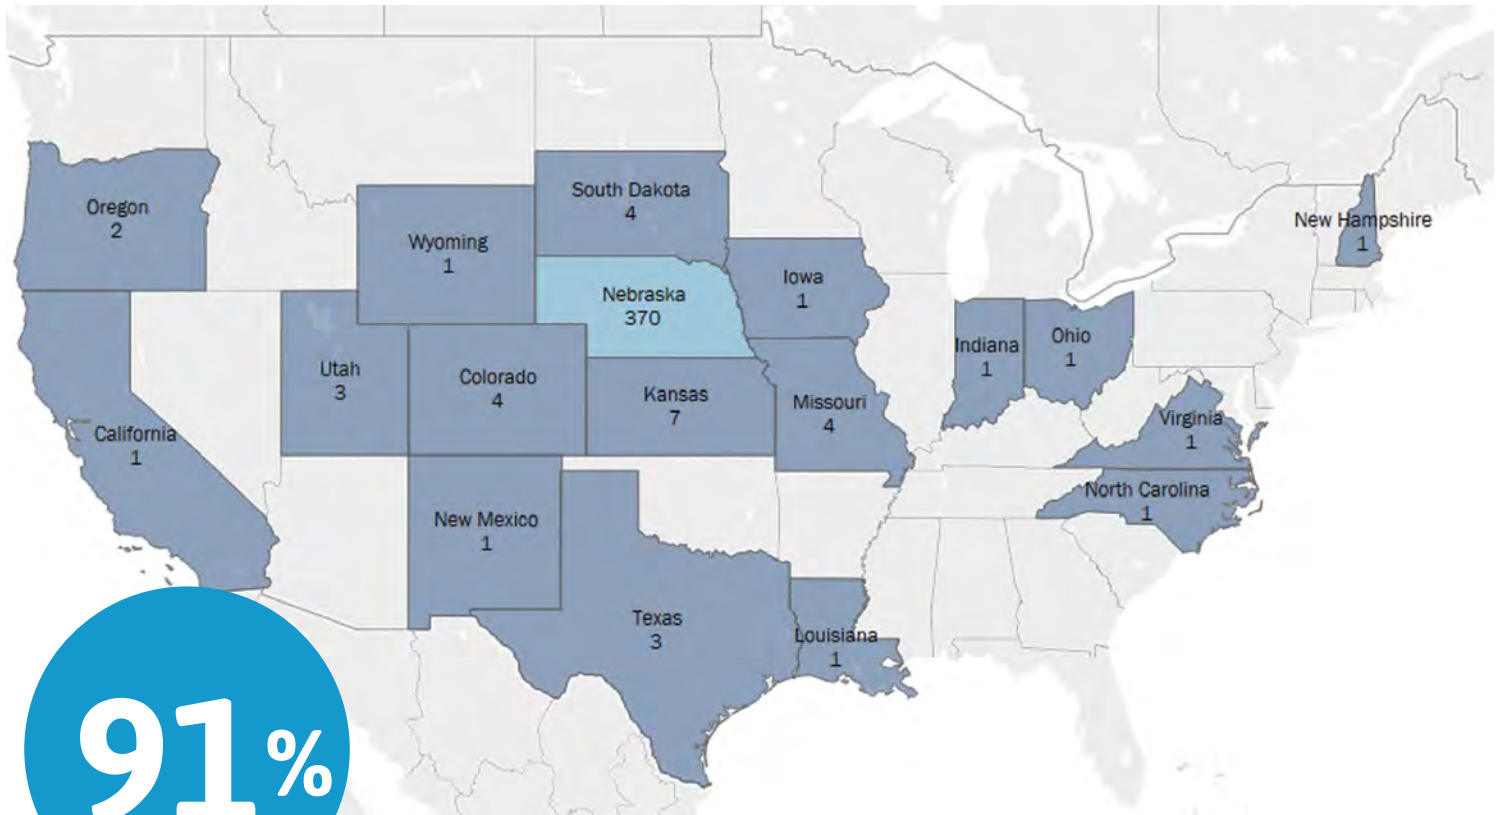 South Dakota
4
Oregon
2
New Hampshire
1
Wyoming
1
Iowa
1
Nebraska
370
Indiana
1
Ohio
1
Utah
3
Colorado
4
Kansas
7
Missouri
4
Virginia
1
California
1
North Carolina
1
New Mexico
1
Texas
3
Louisiana
1
91%